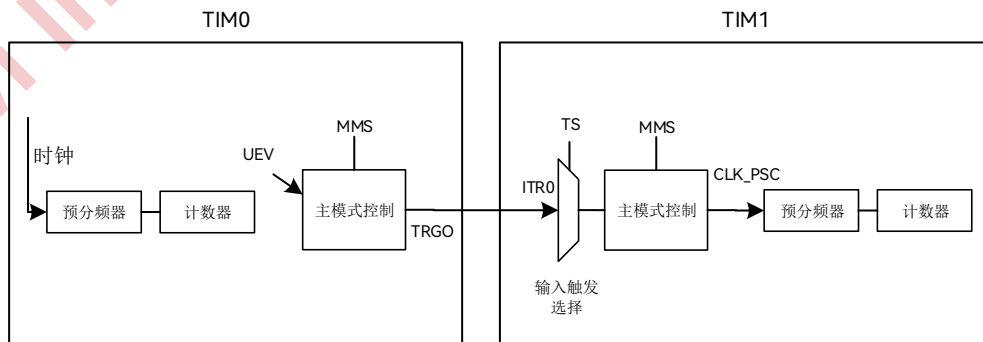 TIM0
时钟
预分频器
计数器
UEV
MMS
主模式控制
TRGO
TIM1
ITR0
TS
输入触发
选择
MMS
主模式控制
CLK_PSC
预分频器
计数器